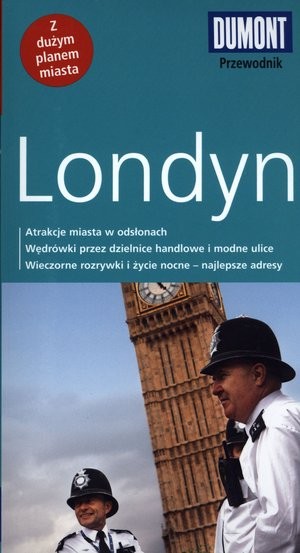 Z
dużym
planem
miasta
DUMONT
Przewodnik
Londyn
Atrakcje miasta w odsłonach
Wędrówki przez dzielnice handlowe i modne ulice
Wieczorne rozrywki i życie nocne – najlepsze adresy